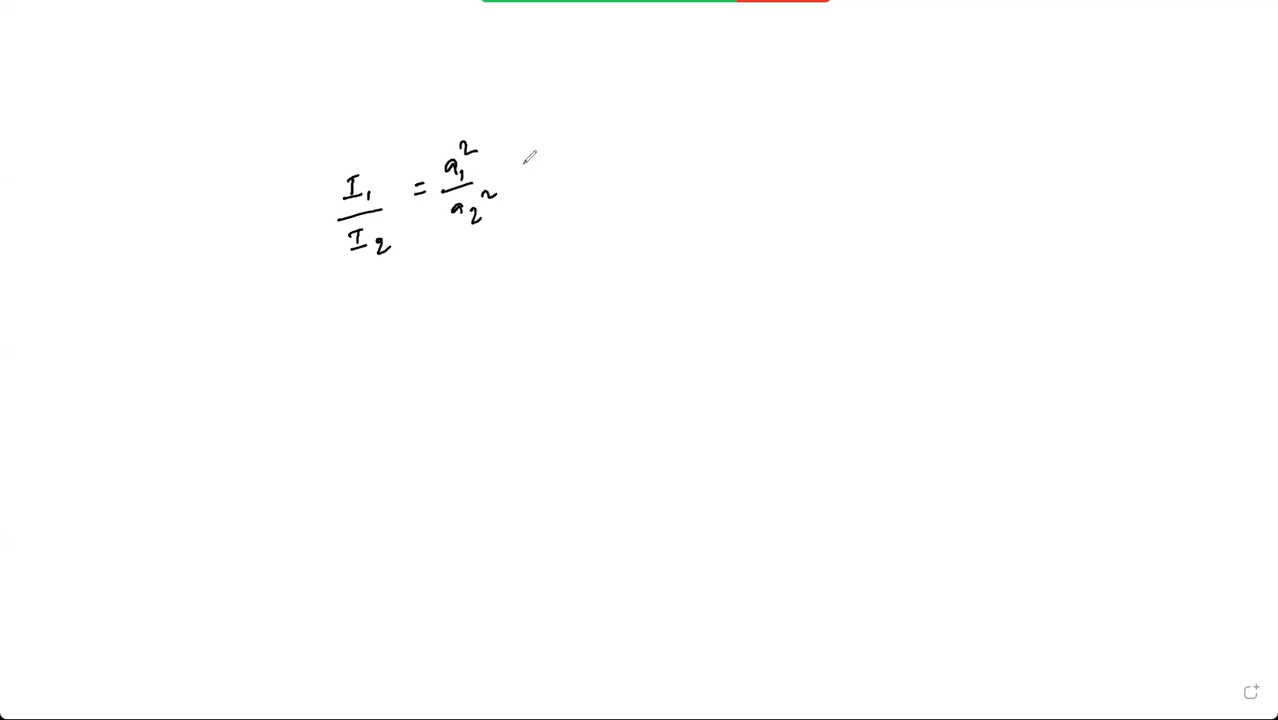 I₁/I₂ = a₁²/a₂²